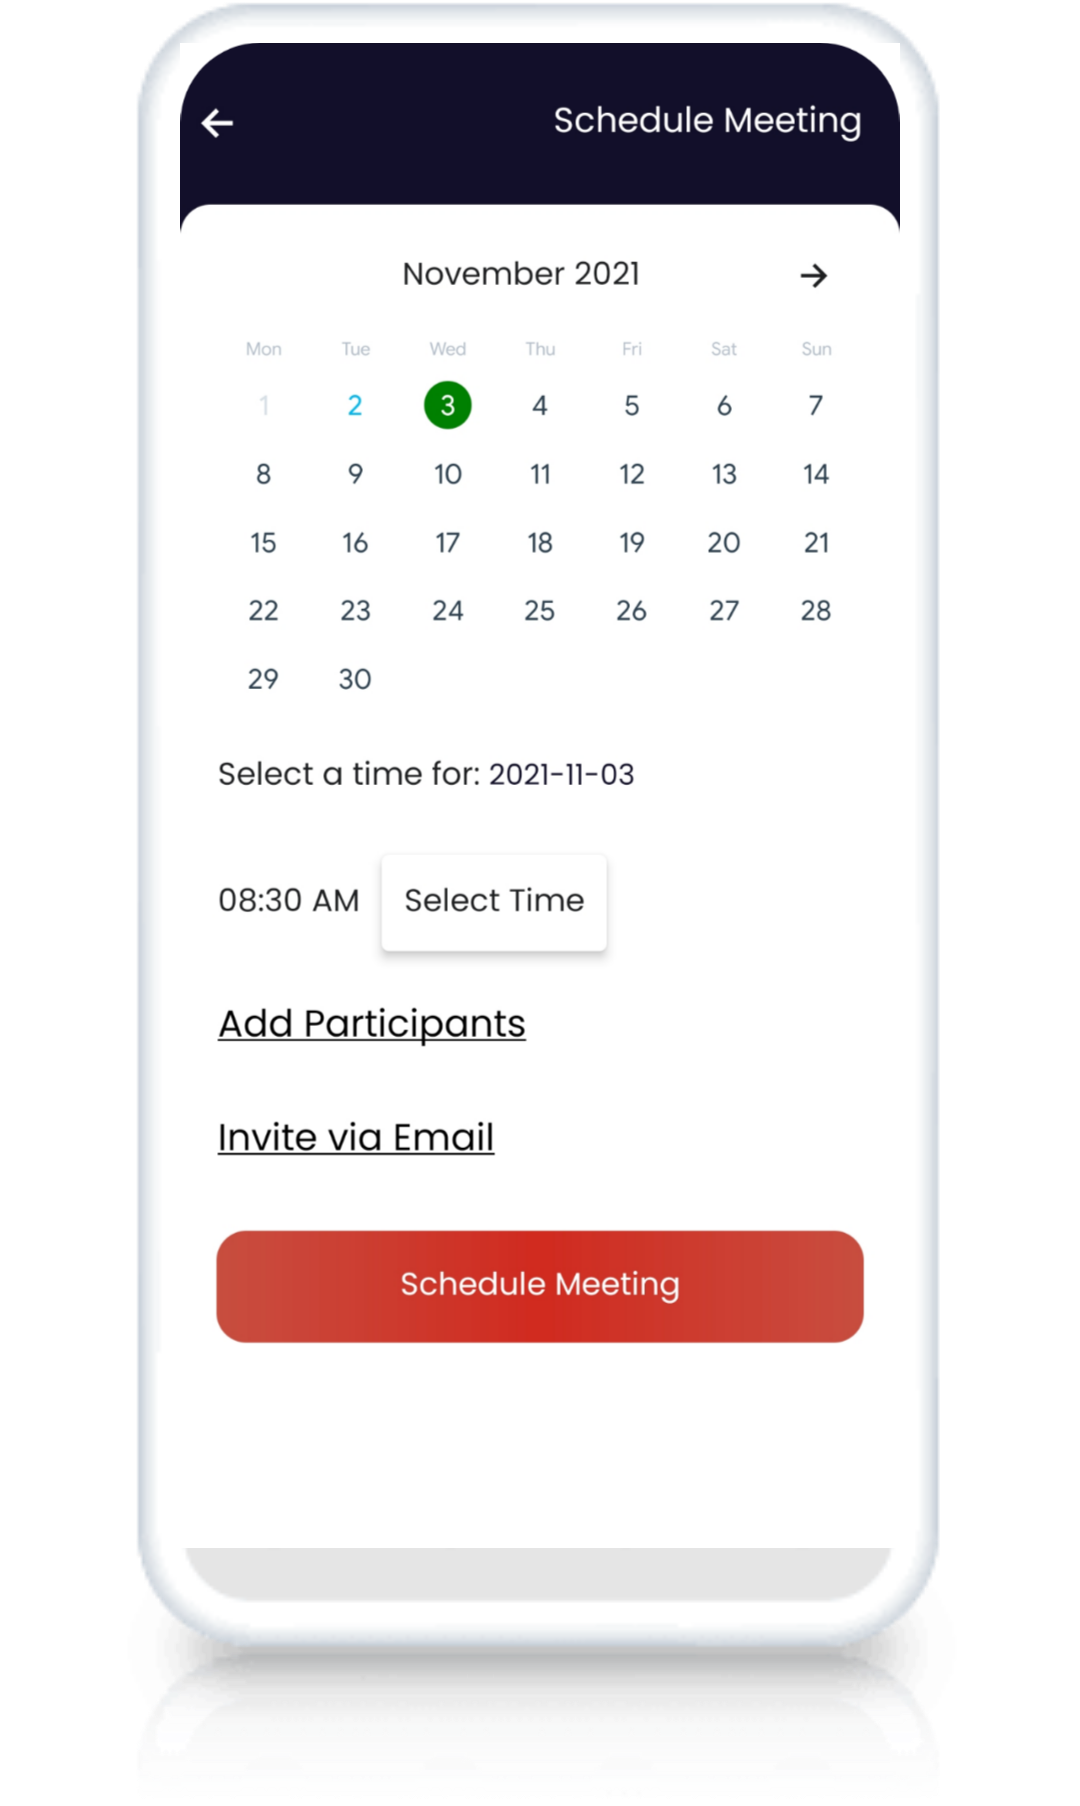 Schedule Meeting
November 2021
Mon Tue Wed Thu Fri Sat Sun
1 2 3 4 5 6 7
8 9 10 11 12 13 14
15 16 17 18 19 20 21
22 23 24 25 26 27 28
29 30
Select a time for: 2021-11-03
08:30 AM Select Time
Add Participants
Invite via Email
Schedule Meeting